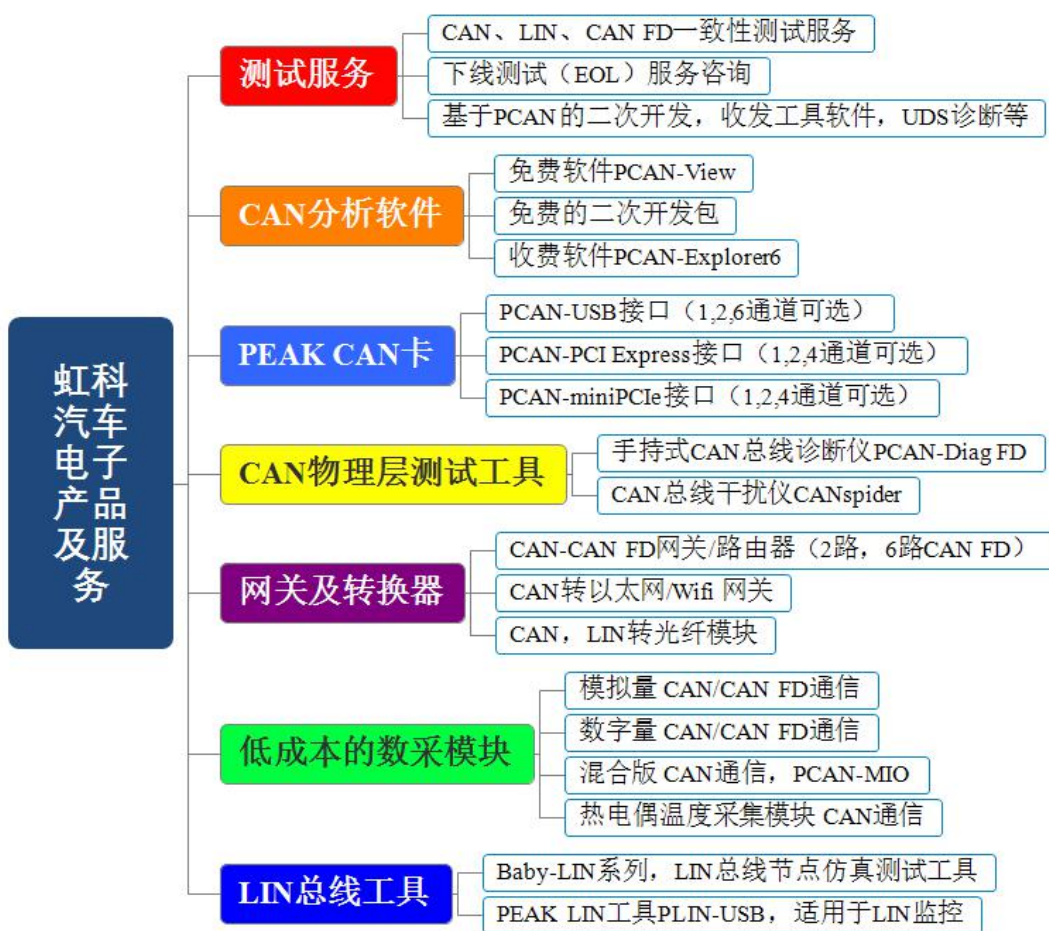 虹科
汽车
电子
产品
及服
务
测试服务
CAN、LIN、CAN FD一致性测试服务
下线测试（EOL）服务咨询
基于PCAN的二次开发，收发工具软件，UDS诊断等
CAN分析软件
免费软件PCAN-View
免费的二次开发包
收费软件PCAN-Explorer6
PEAK CAN卡
PCAN-USB接口（1,2,6通道可选）
PCAN-PCI Express接口（1,2,4通道可选）
PCAN-miniPCIe接口（1,2,4通道可选）
CAN物理层测试工具
手持式CAN总线诊断仪PCAN-Diag FD
CAN总线干扰仪CANspider
网关及转换器
CAN-CAN FD网关/路由器（2路，6路CAN FD）
CAN转以太网/Wifi 网关
CAN，LIN转光纤模块
低成本的数采模块
模拟量 CAN/CAN FD通信
数字量 CAN/CAN FD通信
混合版 CAN通信，PCAN-MIO
热电偶温度采集模块 CAN通信
LIN总线工具
Baby-LIN系列，LIN总线节点仿真测试工具
PEAK LIN工具PLIN-USB，适用于LIN监控